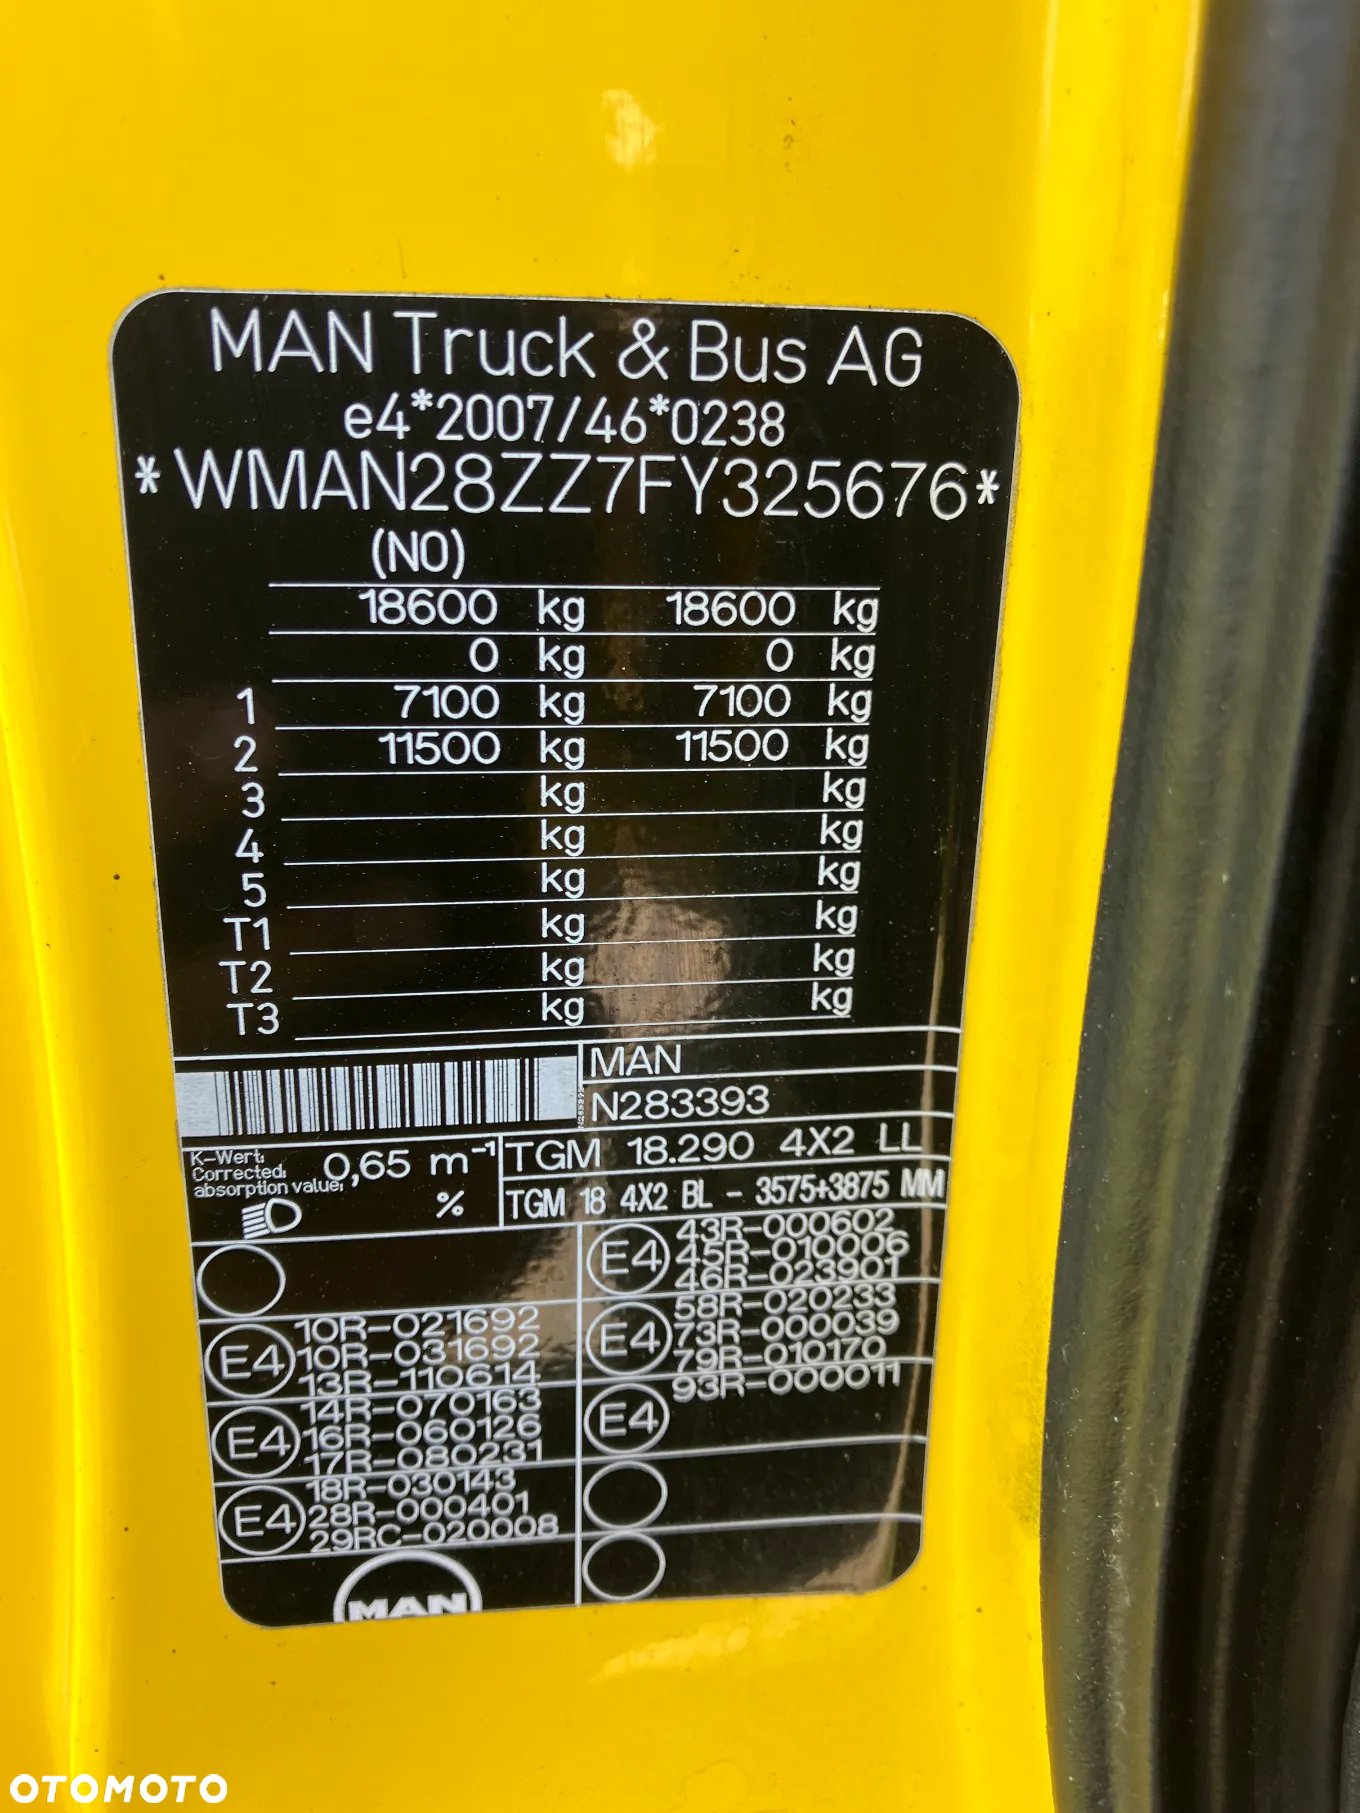 MAN Truck & Bus AG
e4*2007/46*0238
*WMAN28ZZ7FY325676*
(NO)
18600 kg 18600 kg
0 kg 0 kg
1 7100 kg 7100 kg
2 11500 kg 11500 kg
3 kg kg
4 kg kg
5 kg kg
T1 kg kg
T2 kg kg
T3 kg kg
MAN
N283393
N283393
K-Wert:
Corrected
absorption value:
0,65 m⁻¹
%
TGM 18.290 4X2 LL
TGM 18 4X2 BL - 3575+3875 MM
E4
10R-021692
10R-031692
13R-110614
E4
14R-070163
16R-060126
17R-080231
E4
18R-030143
28R-000401
29RC-020008
E4
43R-000602
45R-010006
46R-023901
E4
58R-020233
73R-000039
79R-010170
E4
93R-000011
MAN
OTOMOTO